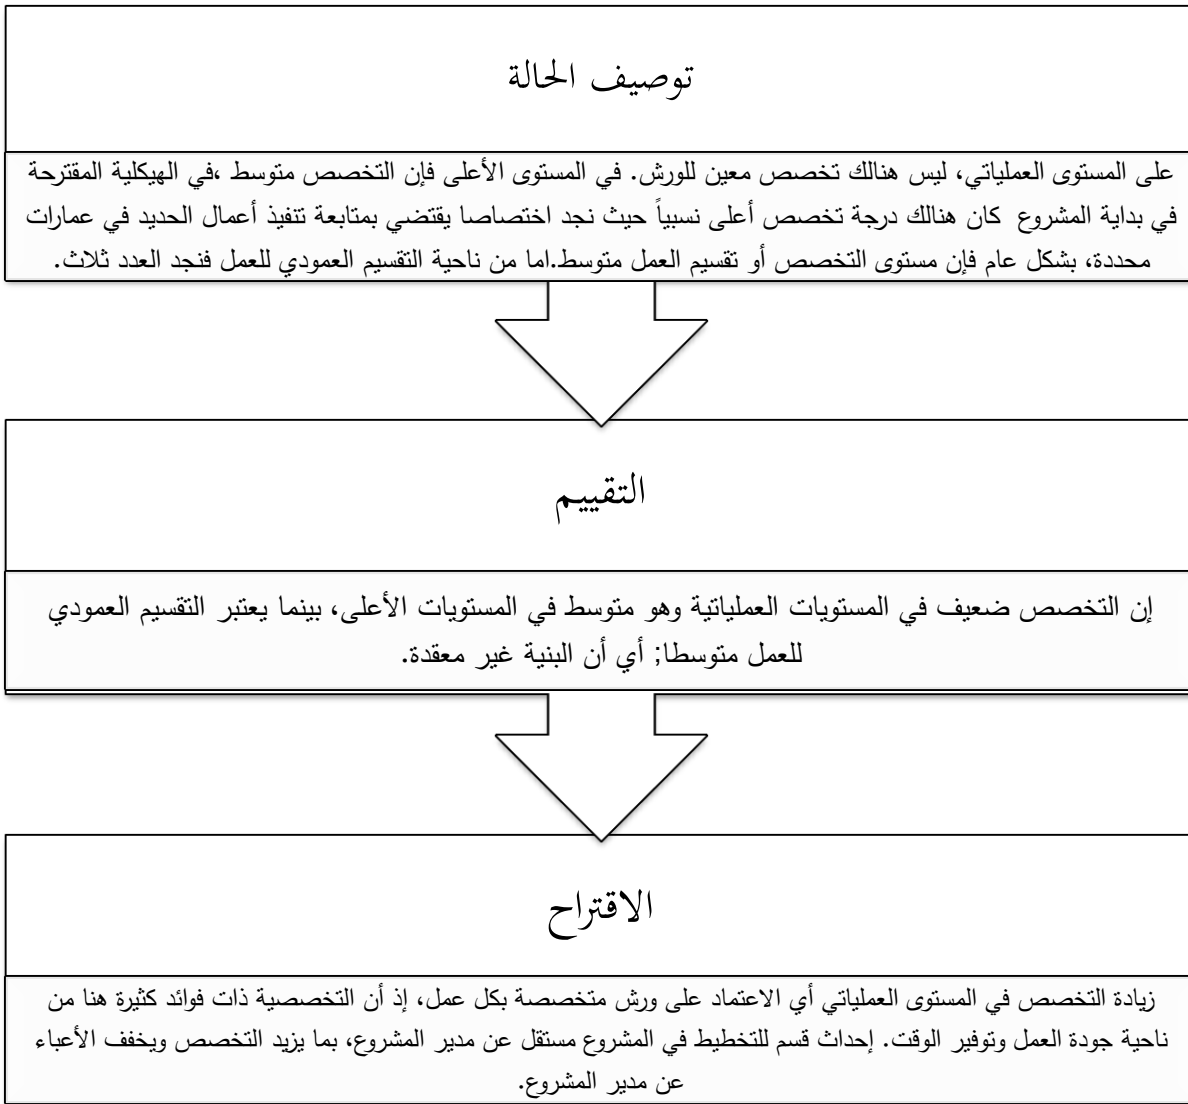 توصيف الحالة
على المستوى العملياتي، ليس هنالك تخصص معين للورش. في المستوى الأعلى فإن التخصص متوسط ،في الهيكلية المقترحة
في بداية المشروع كان هنالك درجة تخصص أعلى نسبياً حيث نجد اختصاصا يقتضي بمتابعة تنفيذ أعمال الحديد في عمارات
محددة، بشكل عام فإن مستوى التخصص أو تقسيم العمل متوسط.اما من ناحية التقسيم العمودي للعمل فنجد العدد ثلاث.
التقييم
إن التخصص ضعيف في المستويات العملياتية وهو متوسط في المستويات الأعلى، بينما يعتبر التقسيم العمودي
للعمل متوسطا; أي أن البنية غير معقدة.
الاقتراح
زيادة التخصص في المستوى العملياتي أي الاعتماد على ورش متخصصة بكل عمل، إذ أن التخصصية ذات فوائد كثيرة هنا من
ناحية جودة العمل وتوفير الوقت. إحداث قسم للتخطيط في المشروع مستقل عن مدير المشروع، بما يزيد التخصص ويخفف الأعباء
عن مدير المشروع.